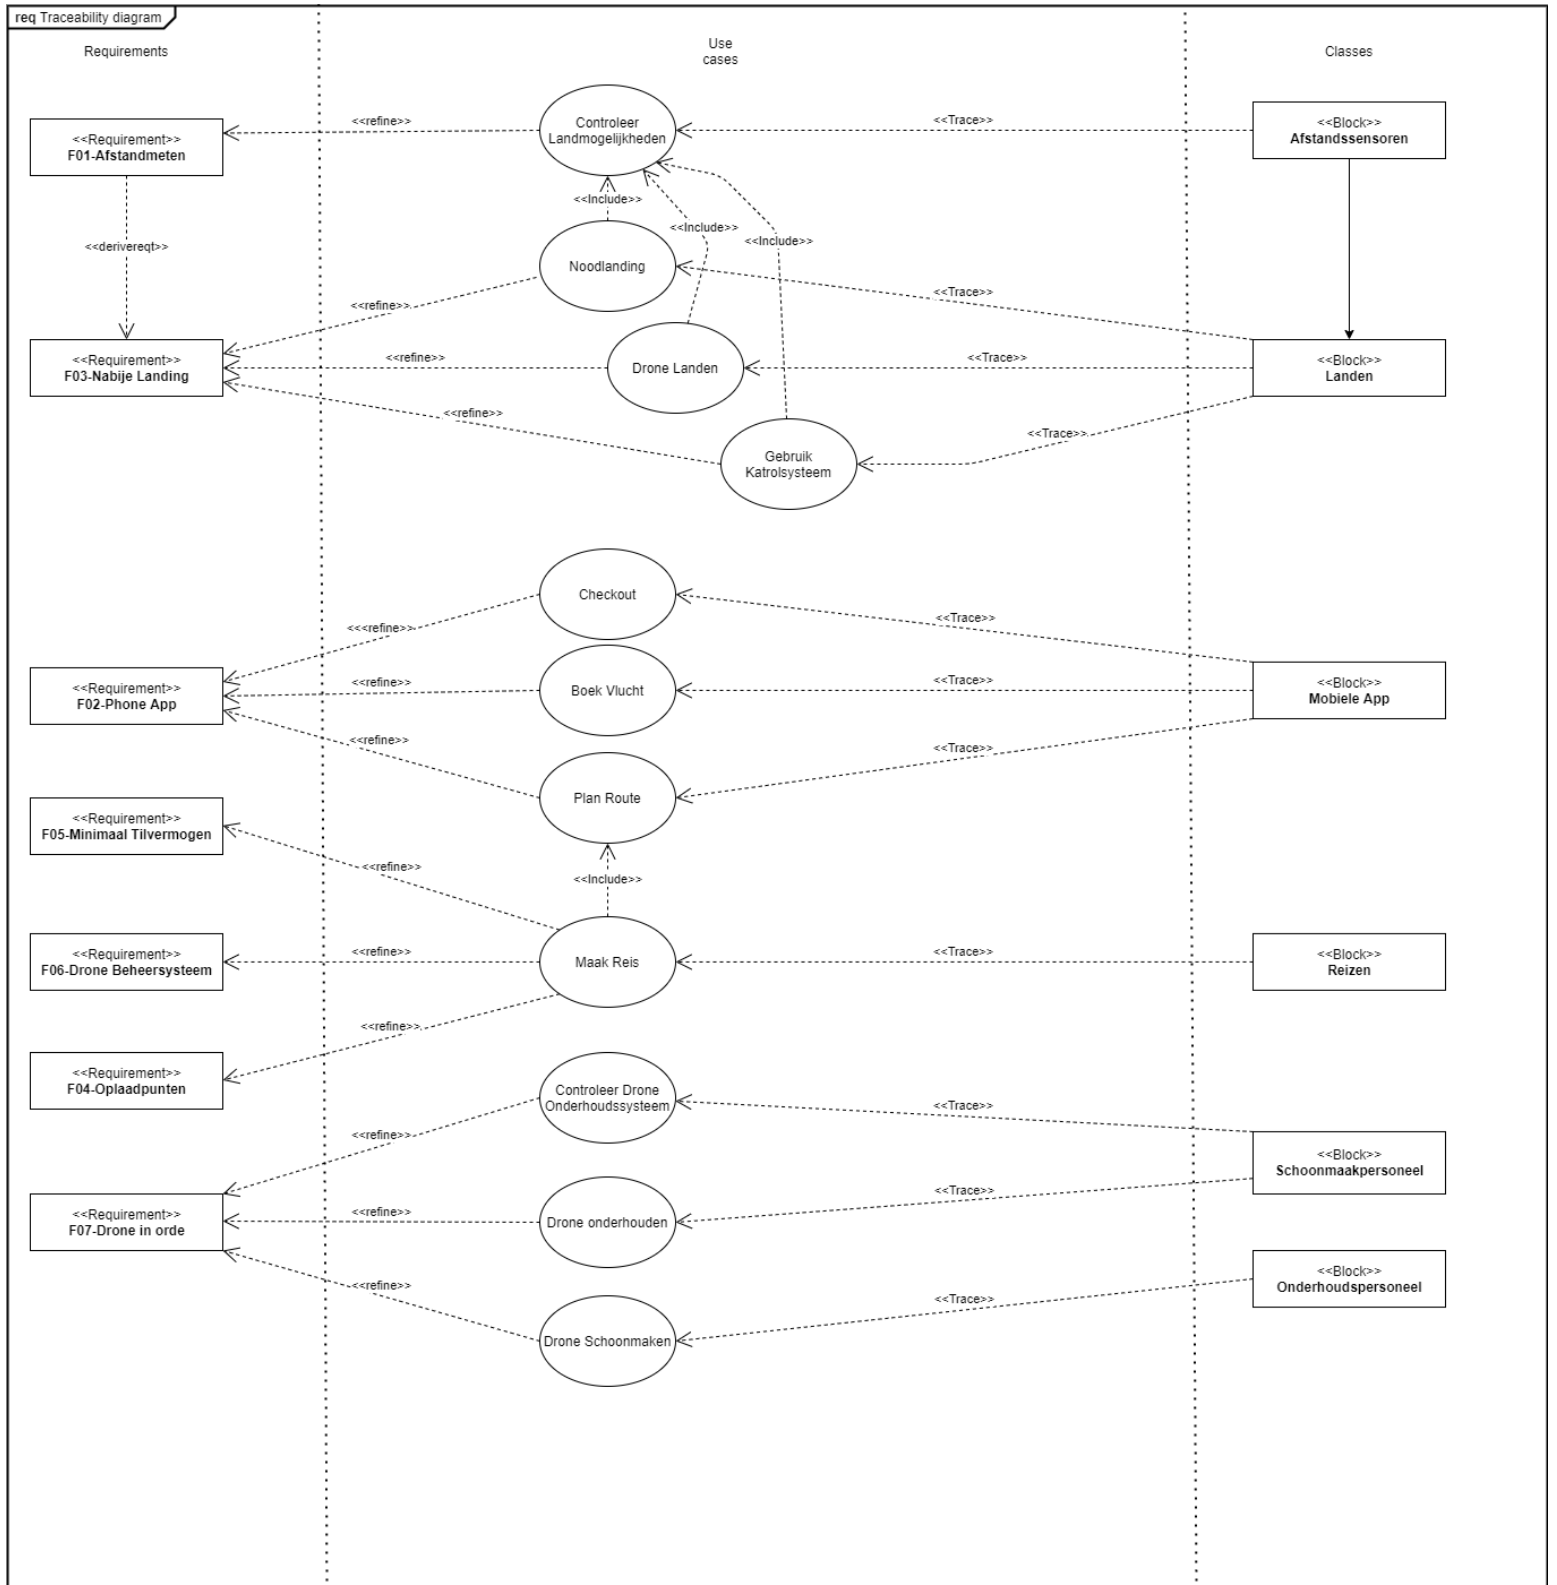 req Traceability diagram
Requirements
Use
cases
Classes
<<Requirement>>
F01-Afstandmeten
<<refine>>
Controleer
Landmogelijkheden
<<Trace>>
<<Block>>
Afstandssensoren
<<Include>>
<<Include>>
<<Include>>
<<derivereqt>>
Noodlanding
<<refine>>
<<Trace>>
<<Requirement>>
F03-Nabije Landing
<<refine>>
Drone Landen
<<Trace>>
<<Block>>
Landen
<<refine>>
Gebruik
Katrolsysteem
<<Trace>>
Checkout
<<<refine>>
<<Trace>>
<<Requirement>>
F02-Phone App
<<refine>>
Boek Vlucht
<<Trace>>
<<Block>>
Mobiele App
<<refine>>
Plan Route
<<Trace>>
<<Requirement>>
F05-Minimaal Tilvermogen
<<refine>>
<<Include>>
<<Requirement>>
F06-Drone Beheersysteem
<<refine>>
Maak Reis
<<Trace>>
<<Block>>
Reizen
<<refine>>
<<Requirement>>
F04-Oplaadpunten
Controleer Drone
Onderhoudssysteem
<<Trace>>
<<refine>>
<<Block>>
Schoonmaakpersoneel
<<Requirement>>
F07-Drone in orde
<<refine>>
Drone onderhouden
<<Trace>>
<<refine>>
Drone Schoonmaken
<<Trace>>
<<Block>>
Onderhoudspersoneel